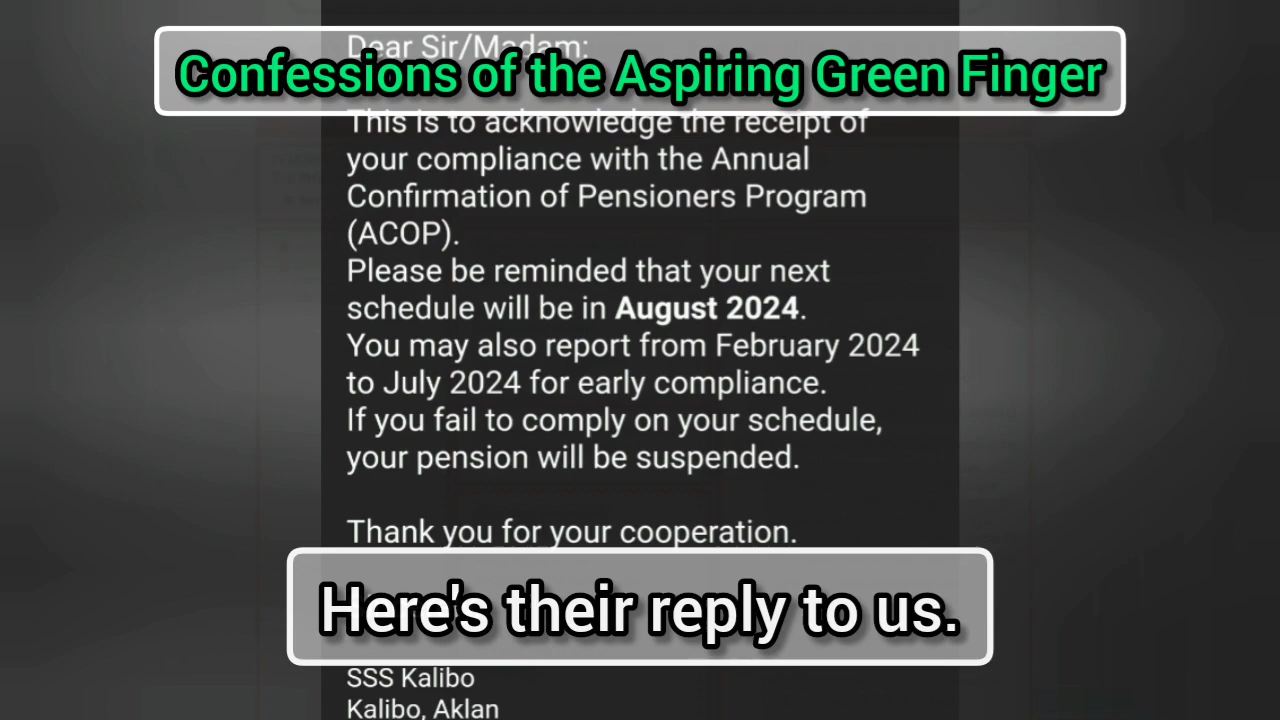 Dear Sir/Madam:
Confessions of the Aspiring Green Finger
This is to acknowledge the receipt of
your compliance with the Annual
Confirmation of Pensioners Program
(ACOP).
Please be reminded that your next
schedule will be in August 2024.
You may also report from February 2024
to July 2024 for early compliance.
If you fail to comply on your schedule,
your pension will be suspended.
Thank you for your cooperation.
Here's their reply to us.
SSS Kalibo
Kalibo, Aklan